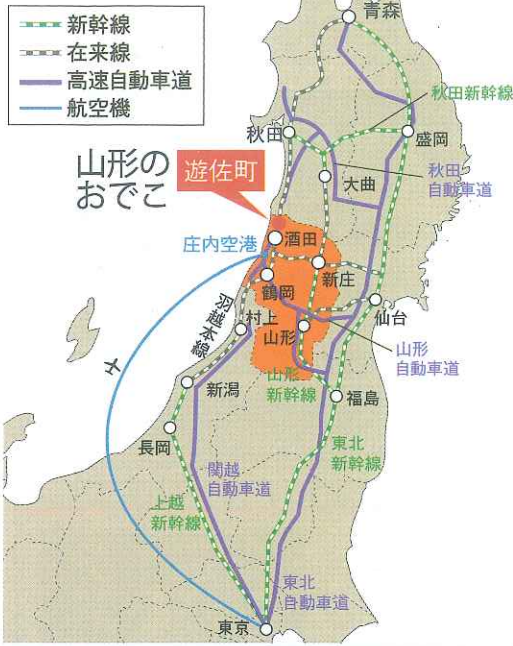 新幹線
在来線
高速自動車道
航空機
青森
秋田新幹線
秋田
盛岡
山形の
おでこ
遊佐町
大曲
秋田
自動車道
庄内空港
酒田
新庄
鶴岡
羽越本線
村上
仙台
山形
山形
自動車道
山形
新幹線
新潟
福島
長岡
東北
新幹線
関越
自動車道
上越
新幹線
東北
自動車道
東京